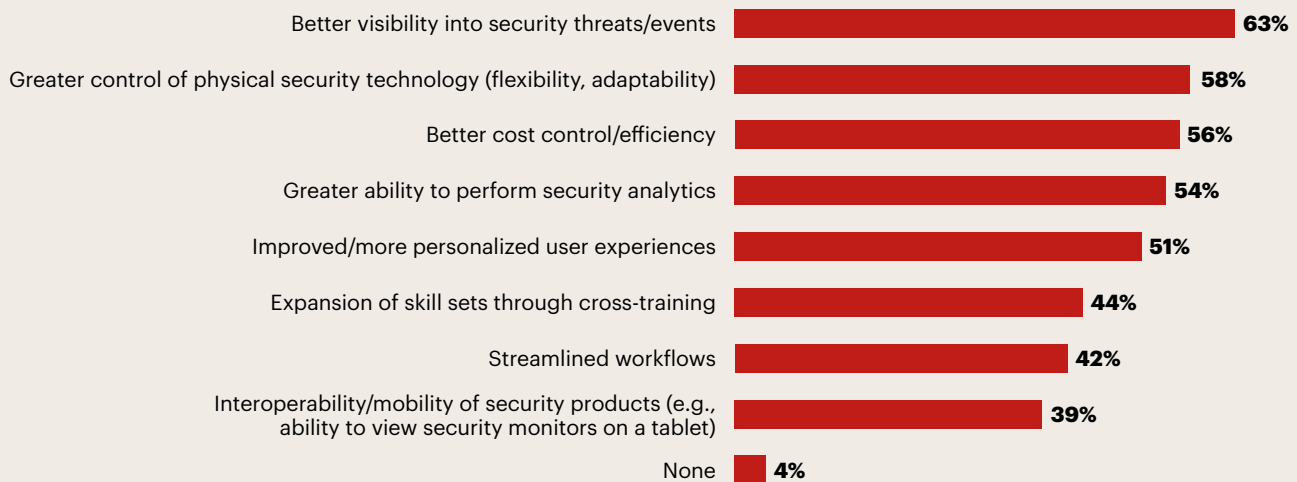 Better visibility into security threats/events 63%
Greater control of physical security technology (flexibility, adaptability) 58%
Better cost control/efficiency 56%
Greater ability to perform security analytics 54%
Improved/more personalized user experiences 51%
Expansion of skill sets through cross-training 44%
Streamlined workflows 42%
Interoperability/mobility of security products (e.g.,
ability to view security monitors on a tablet) 39%
None 4%